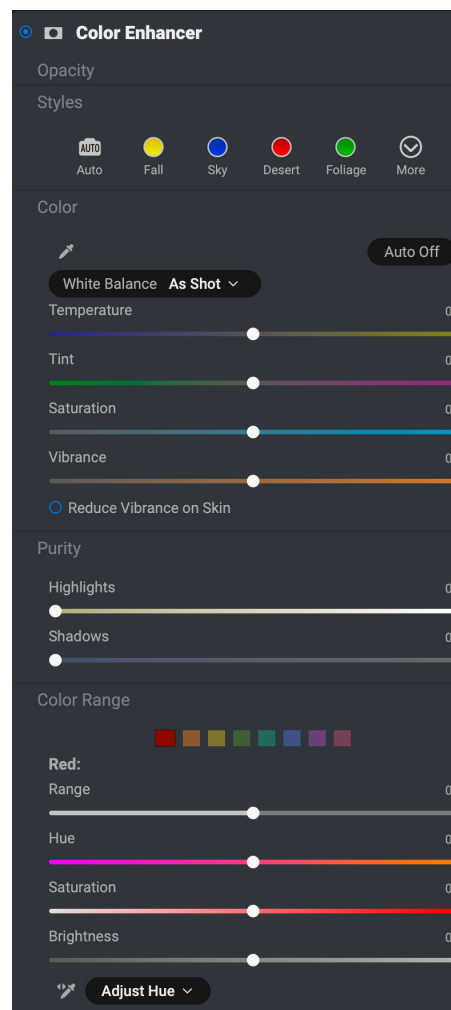 Color Enhancer
Opacity
Styles
AUTO
Auto Fall Sky Desert Foliage More
Color
Auto Off
White Balance As Shot
Temperature 0
Tint 0
Saturation 0
Vibrance 0
Reduce Vibrance on Skin
Purity
Highlights 0
Shadows 0
Color Range
Red:
Range 0
Hue 0
Saturation 0
Brightness 0
Adjust Hue